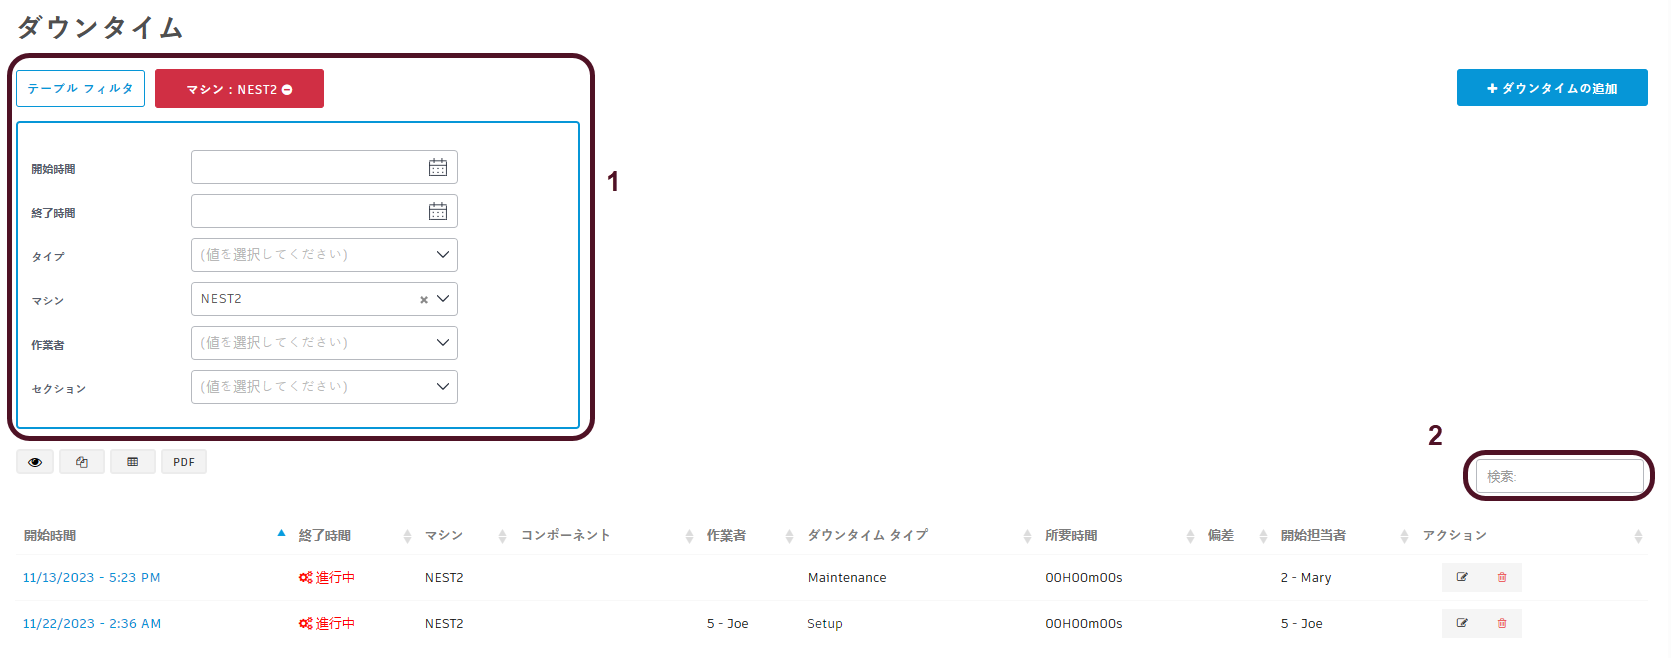 ダウンタイム
テーブル フィルタ マシン : NEST2
ダウンタイムの追加
開始時間
1
終了時間
タイプ (値を選択してください)
マシン NEST2
作業者 (値を選択してください)
セクション (値を選択してください)
2
PDF
検索:
開始時間 終了時間 マシン コンポーネント 作業者 ダウンタイム タイプ 所要時間 偏差 開始担当者 アクション
11/13/2023 - 5:23 PM 進行中 NEST2 Maintenance 00H00m00s 2 - Mary
11/22/2023 - 2:36 AM 進行中 NEST2 5 - Joe Setup 00H00m00s 5 - Joe